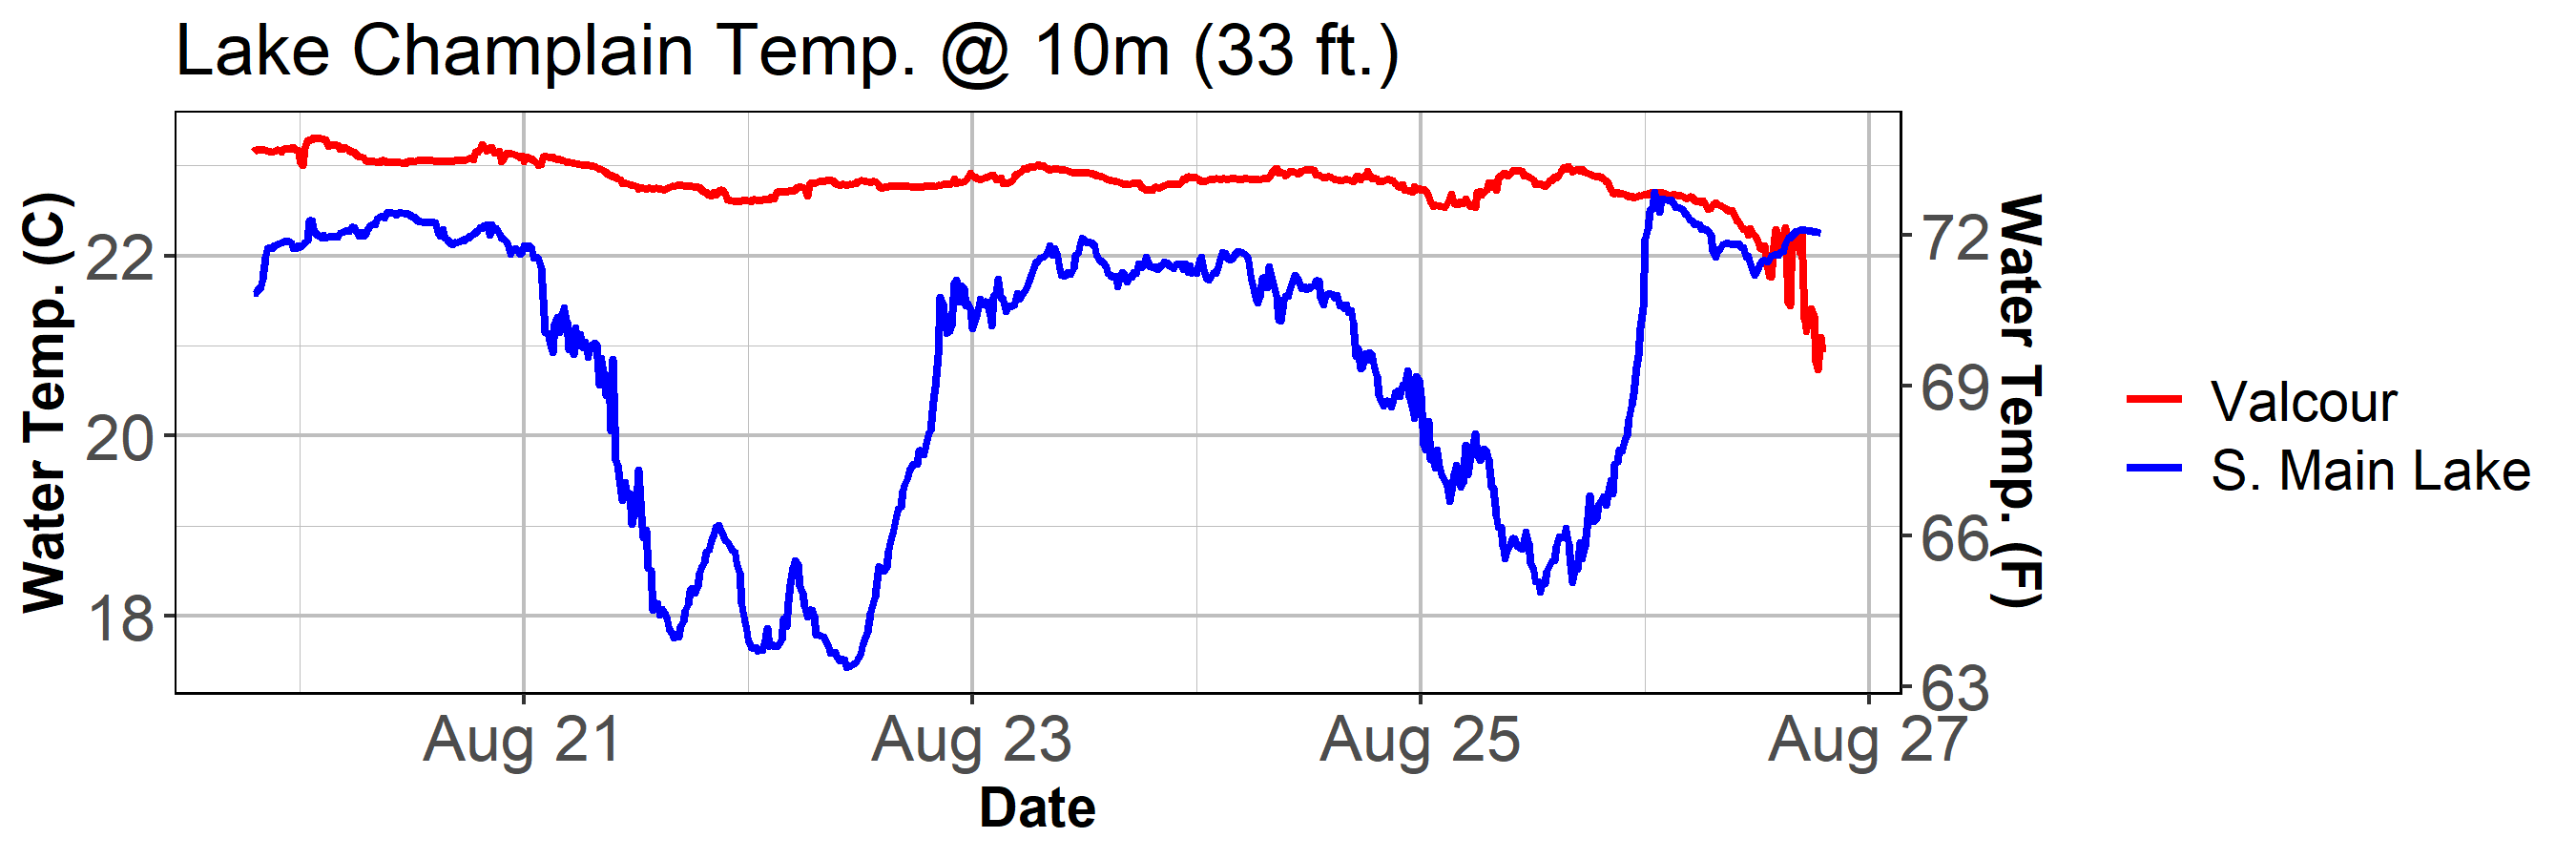 Lake Champlain Temp. @ 10m (33 ft.)
Water Temp. (C)
22
20
18
72
69
66
63
Water Temp. (F)
Aug 21
Aug 23
Aug 25
Aug 27
Date
Valcour
S. Main Lake